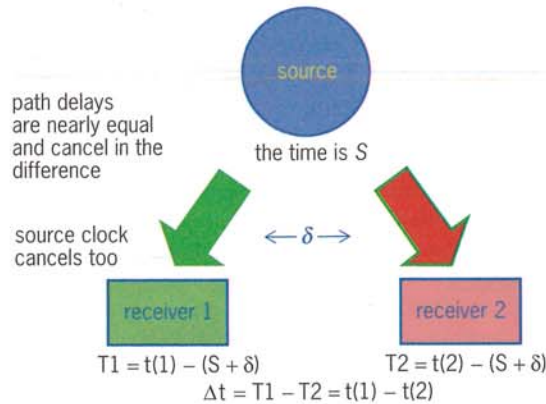 source
path delays
are nearly equal
and cancel in the
difference
the time is S
source clock
cancels too
← δ →
receiver 1
receiver 2
T1 = t(1) – (S + δ)
T2 = t(2) – (S + δ)
Δt = T1 – T2 = t(1) – t(2)